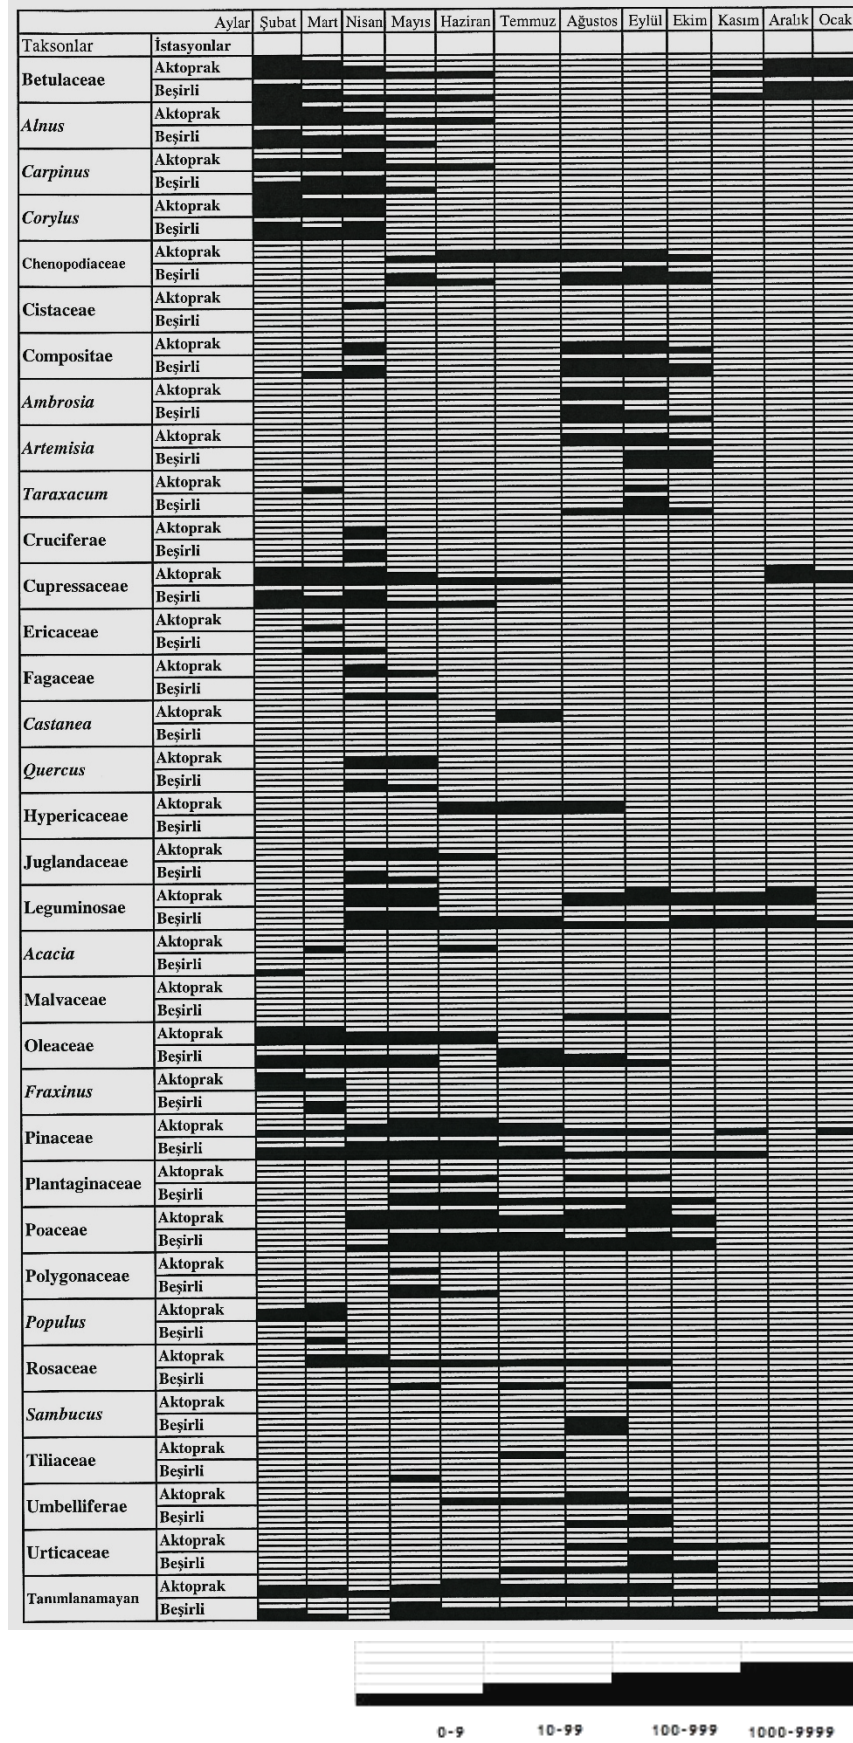 Aylar Şubat Mart Nisan Mayıs Haziran Temmuz Ağustos Eylül Ekim Kasım Aralık Ocak
Taksonlar İstasyonlar
Betulaceae Aktoprak
Beşirli
Alnus Aktoprak
Beşirli
Carpinus Aktoprak
Beşirli
Corylus Aktoprak
Beşirli
Chenopodiaceae Aktoprak
Beşirli
Cistaceae Aktoprak
Beşirli
Compositae Aktoprak
Beşirli
Ambrosia Aktoprak
Beşirli
Artemisia Aktoprak
Beşirli
Taraxacum Aktoprak
Beşirli
Cruciferae Aktoprak
Beşirli
Cupressaceae Aktoprak
Beşirli
Ericaceae Aktoprak
Beşirli
Fagaceae Aktoprak
Beşirli
Castanea Aktoprak
Beşirli
Quercus Aktoprak
Beşirli
Hypericaceae Aktoprak
Beşirli
Juglandaceae Aktoprak
Beşirli
Leguminosae Aktoprak
Beşirli
Acacia Aktoprak
Beşirli
Malvaceae Aktoprak
Beşirli
Oleaceae Aktoprak
Beşirli
Fraxinus Aktoprak
Beşirli
Pinaceae Aktoprak
Beşirli
Plantaginaceae Aktoprak
Beşirli
Poaceae Aktoprak
Beşirli
Polygonaceae Aktoprak
Beşirli
Populus Aktoprak
Beşirli
Rosaceae Aktoprak
Beşirli
Sambucus Aktoprak
Beşirli
Tiliaceae Aktoprak
Beşirli
Umbelliferae Aktoprak
Beşirli
Urticaceae Aktoprak
Beşirli
Tanımlanamayan Aktoprak
Beşirli
0-9 10-99 100-999 1000-9999